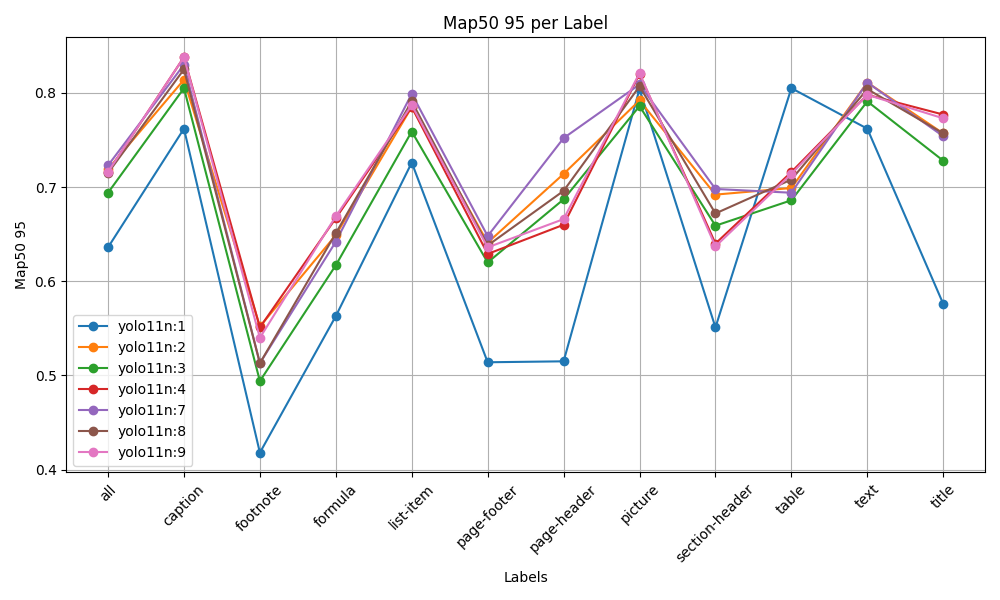 Map50 95 per Label
Map50 95
0.8
0.7
0.6
0.5
0.4
yolo11n:1
yolo11n:2
yolo11n:3
yolo11n:4
yolo11n:7
yolo11n:8
yolo11n:9
all
caption
footnote
formula
list-item
page-footer
page-header
picture
section-header
table
text
title
Labels